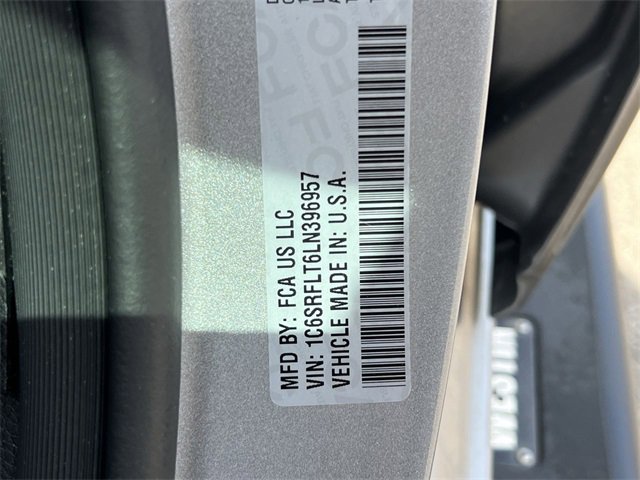 MFD BY: FCA US LLC
VIN: 1C6SRFLT6LN396957
VEHICLE MADE IN: U.S.A.